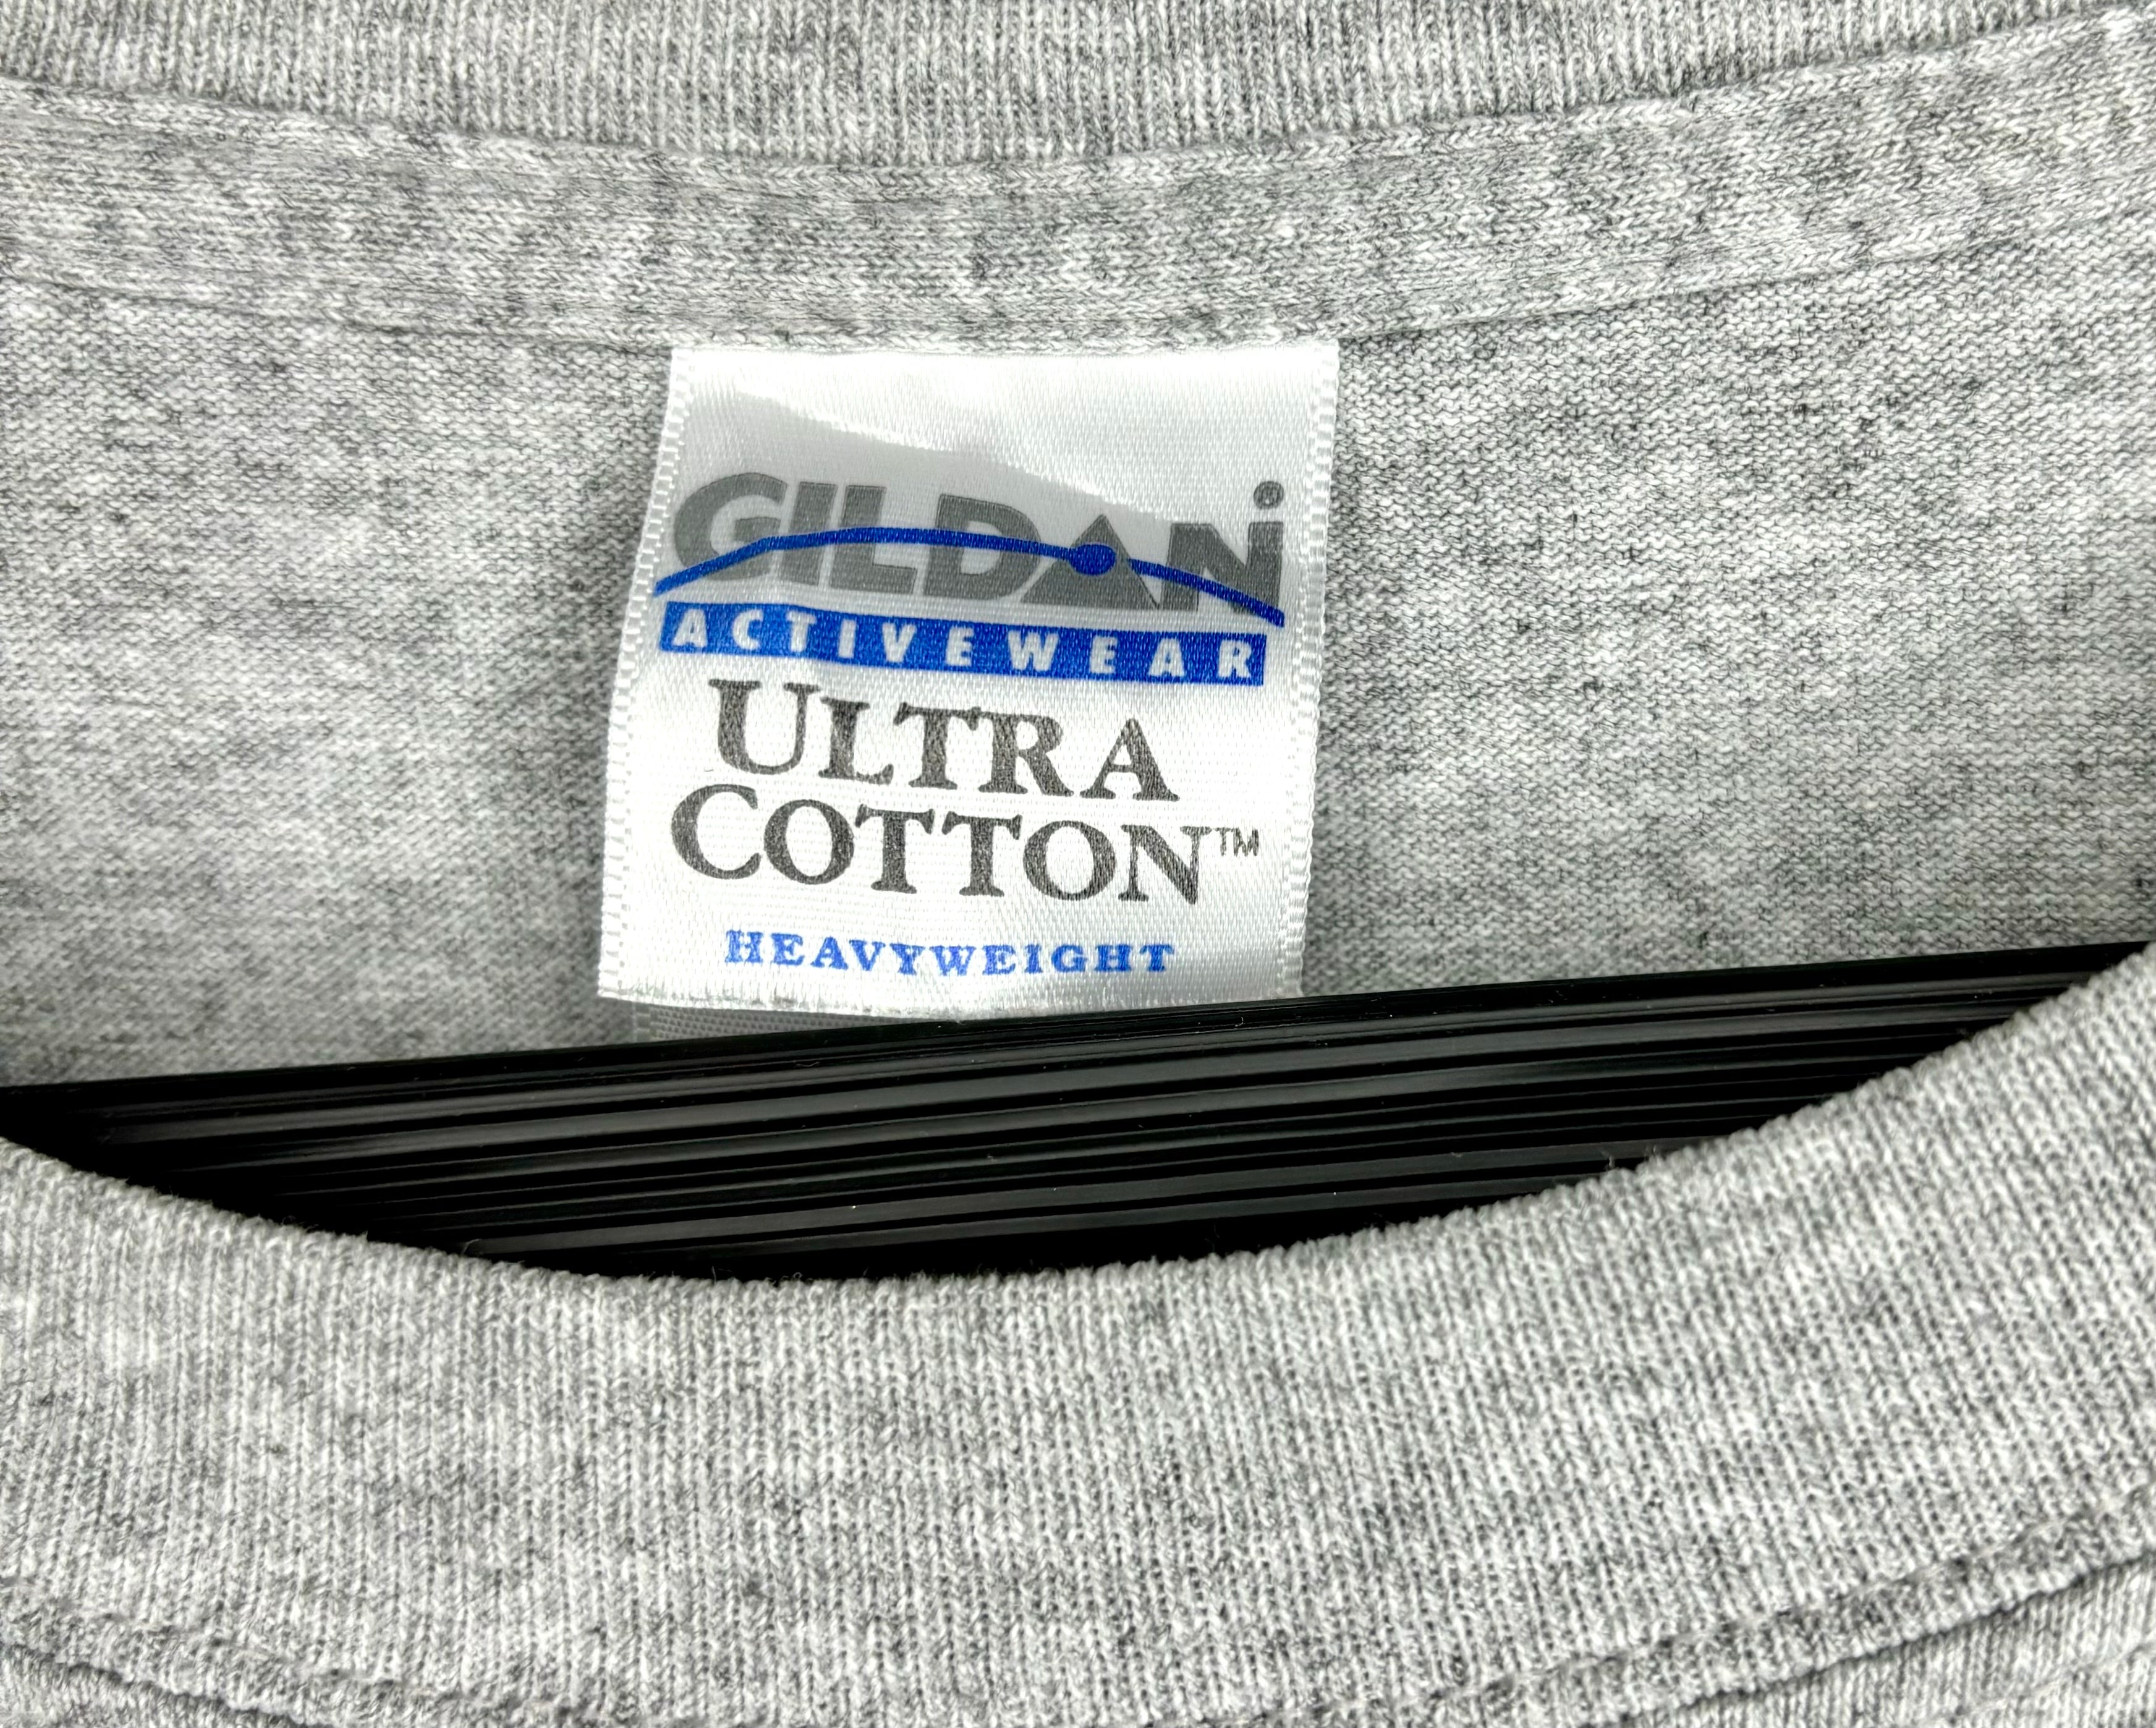 GILDAN
ACTIVEWEAR
ULTRA
COTTON™
HEAVYWEIGHT